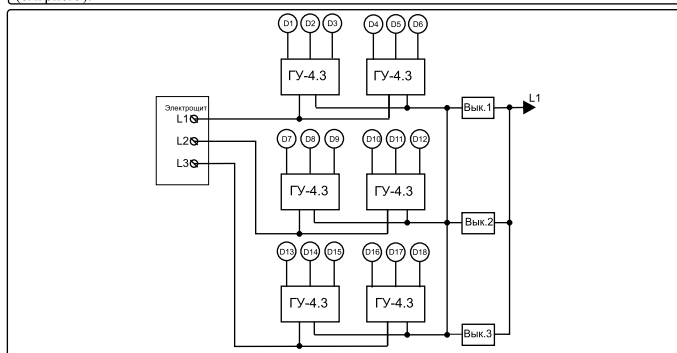 D1 D2 D3 D4 D5 D6
ГУ-4.3 ГУ-4.3
Электрощит
L1
L2
L3
Вык.1
L1
D7 D8 D9 D10 D11 D12
ГУ-4.3 ГУ-4.3
Вык.2
D13 D14 D15 D16 D17 D18
ГУ-4.3 ГУ-4.3
Вык.3